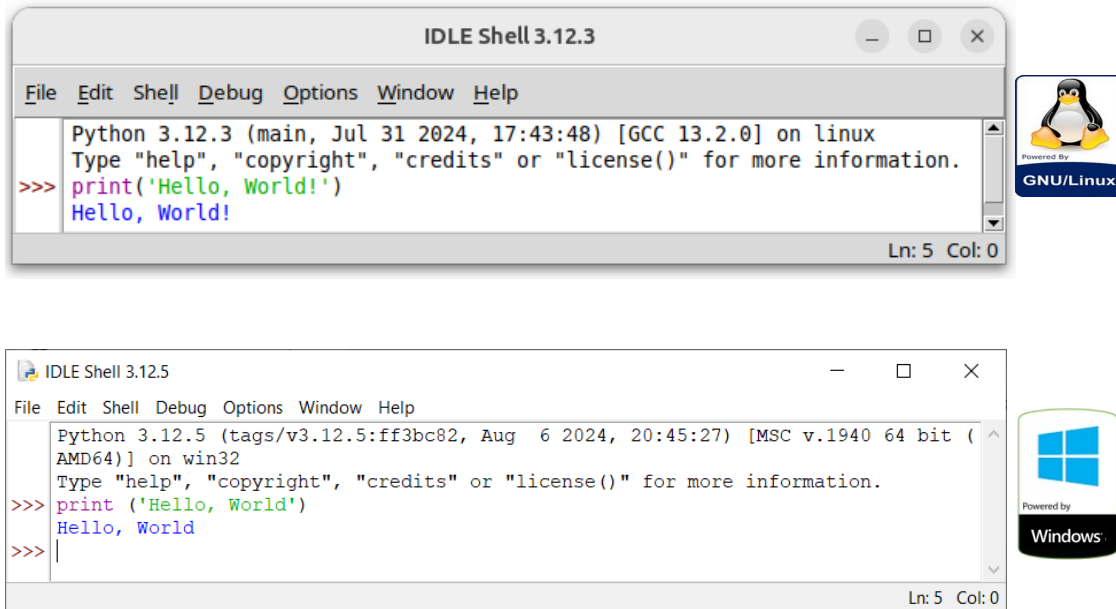 IDLE Shell 3.12.3
File Edit Shell Debug Options Window Help
Python 3.12.3 (main, Jul 31 2024, 17:43:48) [GCC 13.2.0] on linux
Type "help", "copyright", "credits" or "license()" for more information.
>>> print('Hello, World!')
Hello, World!
Ln: 5 Col: 0
Powered By
GNU/Linux
IDLE Shell 3.12.5
File Edit Shell Debug Options Window Help
Python 3.12.5 (tags/v3.12.5:ff3bc82, Aug  6 2024, 20:45:27) [MSC v.1940 64 bit (
AMD64)] on win32
Type "help", "copyright", "credits" or "license()" for more information.
>>> print ('Hello, World')
Hello, World
>>>
Ln: 5 Col: 0
Powered by
Windows